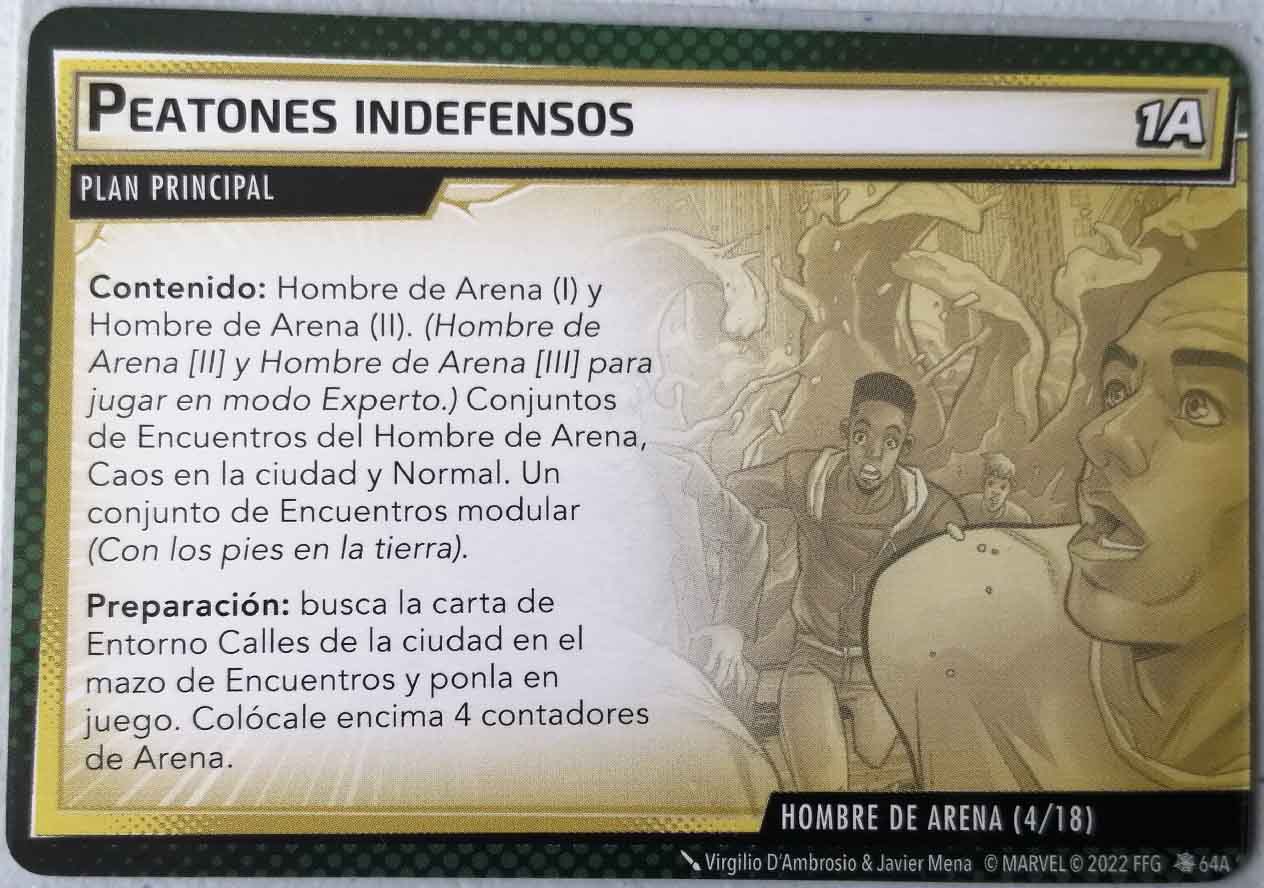 PEATONES INDEFENSOS
1A
PLAN PRINCIPAL
Contenido: Hombre de Arena (I) y
Hombre de Arena (II). (Hombre de
Arena [II] y Hombre de Arena [III] para
jugar en modo Experto.) Conjuntos
de Encuentros del Hombre de Arena,
Caos en la ciudad y Normal. Un
conjunto de Encuentros modular
(Con los pies en la tierra).
Preparación: busca la carta de
Entorno Calles de la ciudad en el
mazo de Encuentros y ponla en
juego. Colócale encima 4 contadores
de Arena.
HOMBRE DE ARENA (4/18)
Virgilio D'Ambrosio & Javier Mena © MARVEL © 2022 FFG 64A